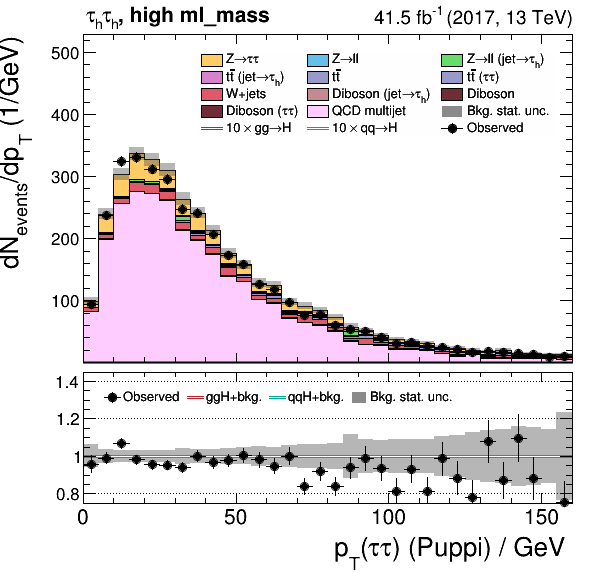 τhτh, high ml_mass 41.5 fb-1 (2017, 13 TeV)
dNevents/dpT (1/GeV)
500
400
300
200
100
Z→ττ Z→ll Z→ll (jet→τh)
tt̄ (jet→τh) tt̄ tt̄ (ττ)
W+jets Diboson (jet→τh) Diboson
Diboson (ττ) QCD multijet Bkg. stat. unc.
10 × gg→H 10 × qq→H Observed
1.4
1.2
1
0.8
Observed ggH+bkg. qqH+bkg. Bkg. stat. unc.
0 50 100 150
pT(ττ) (Puppi) / GeV